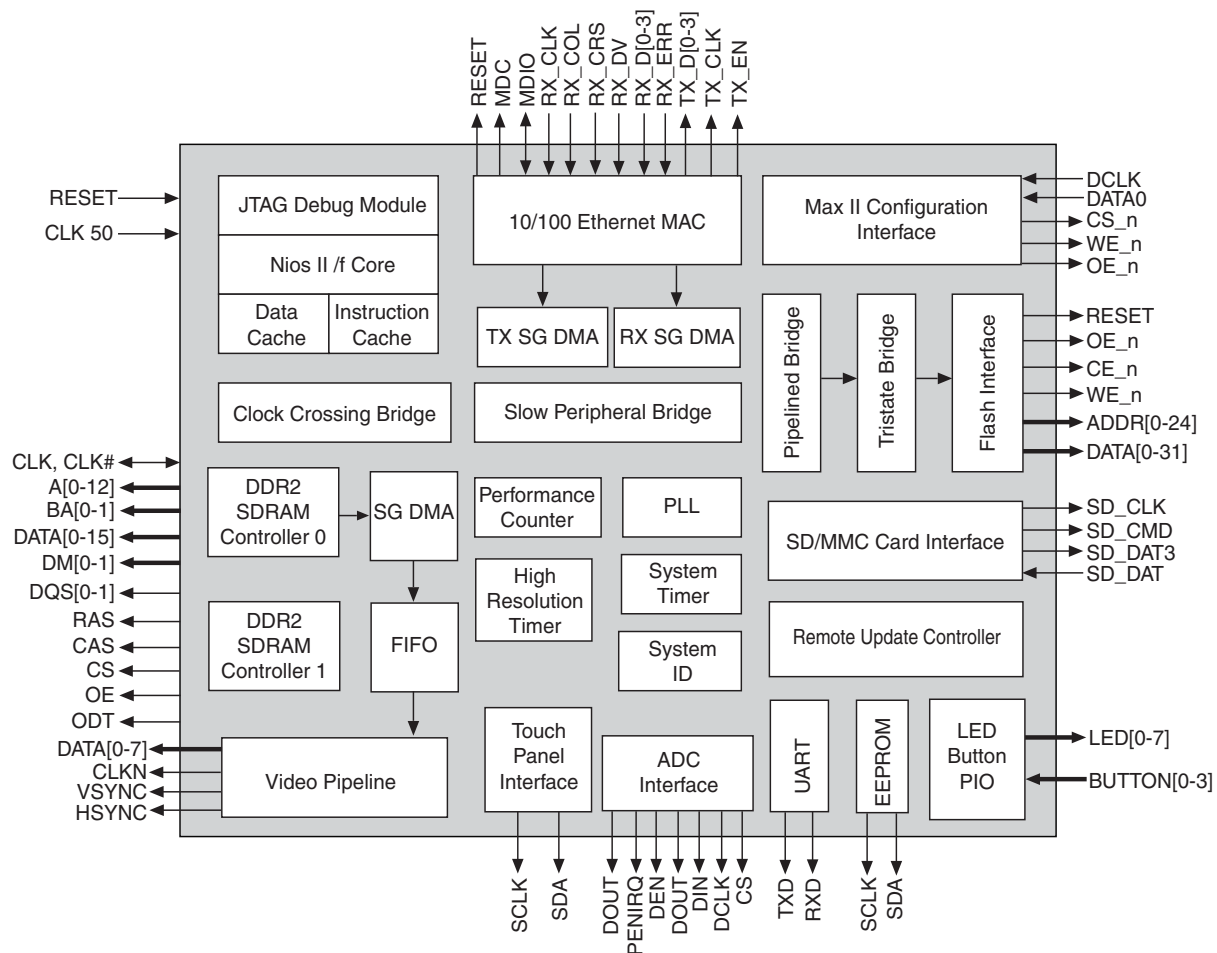 RESET
MDC
MDIO
RX_CLK
RX_COL
RX_CRS
RX_DV
RX_D[0-3]
RX_ERR
TX_D[0-3]
TX_CLK
TX_EN
RESET
CLK 50
JTAG Debug Module
Nios II /f Core
Data
Cache
Instruction
Cache
10/100 Ethernet MAC
TX SG DMA
RX SG DMA
Max II Configuration
Interface
DCLK
DATA0
CS_n
WE_n
OE_n
Pipelined Bridge
Tristate Bridge
Flash Interface
RESET
OE_n
CE_n
WE_n
ADDR[0-24]
DATA[0-31]
Clock Crossing Bridge
Slow Peripheral Bridge
CLK, CLK#
A[0-12]
BA[0-1]
DATA[0-15]
DM[0-1]
DQS[0-1]
RAS
CAS
CS
OE
ODT
DDR2
SDRAM
Controller 0
SG DMA
Performance
Counter
PLL
SD/MMC Card Interface
SD_CLK
SD_CMD
SD_DAT3
SD_DAT
DDR2
SDRAM
Controller 1
FIFO
High
Resolution
Timer
System
Timer
System
ID
Remote Update Controller
DATA[0-7]
CLKN
VSYNC
HSYNC
Video Pipeline
Touch
Panel
Interface
ADC
Interface
UART
EEPROM
LED
Button
PIO
LED[0-7]
BUTTON[0-3]
SCLK
SDA
DOUT
PENIRQ
DEN
DOUT
DIN
DCLK
CS
TXD
RXD
SCLK
SDA